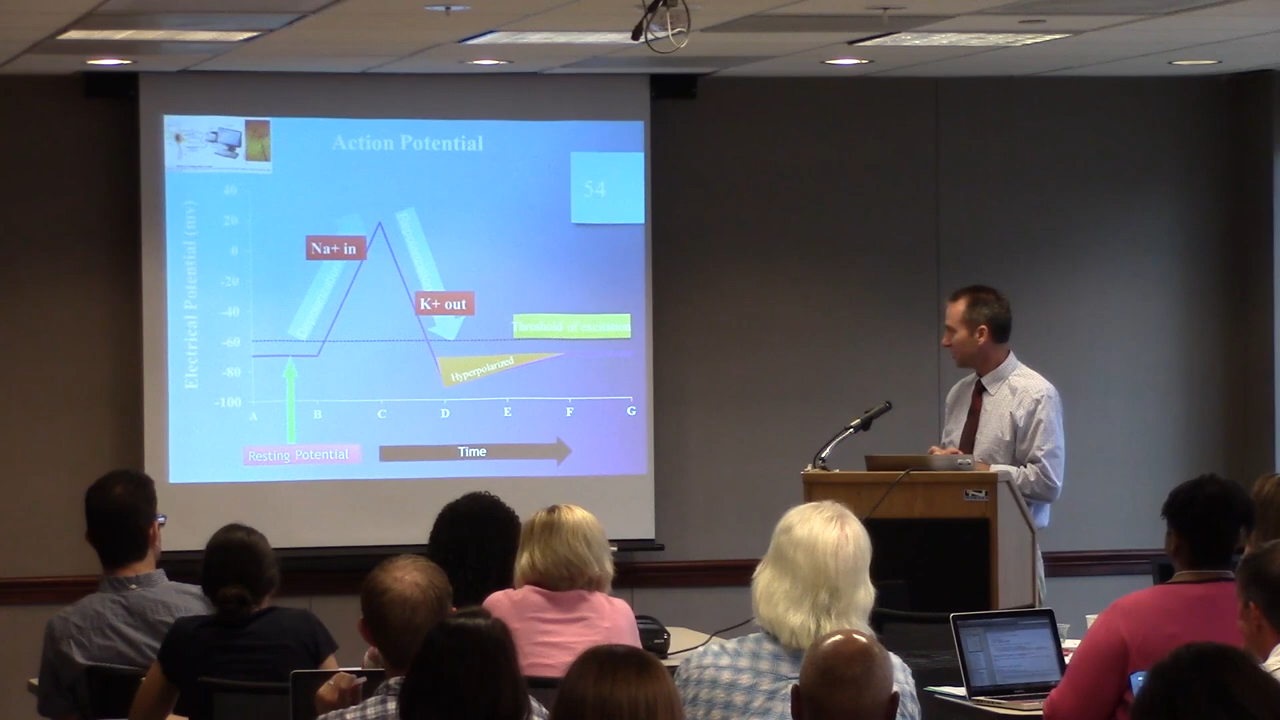 Action Potential
54
Electrical Potential (mv)
40
20
0
-20
-40
-60
-80
-100
Na+ in
K+ out
Threshold of excitation
Hyperpolarized
A B C D E F G
Resting Potential
Time